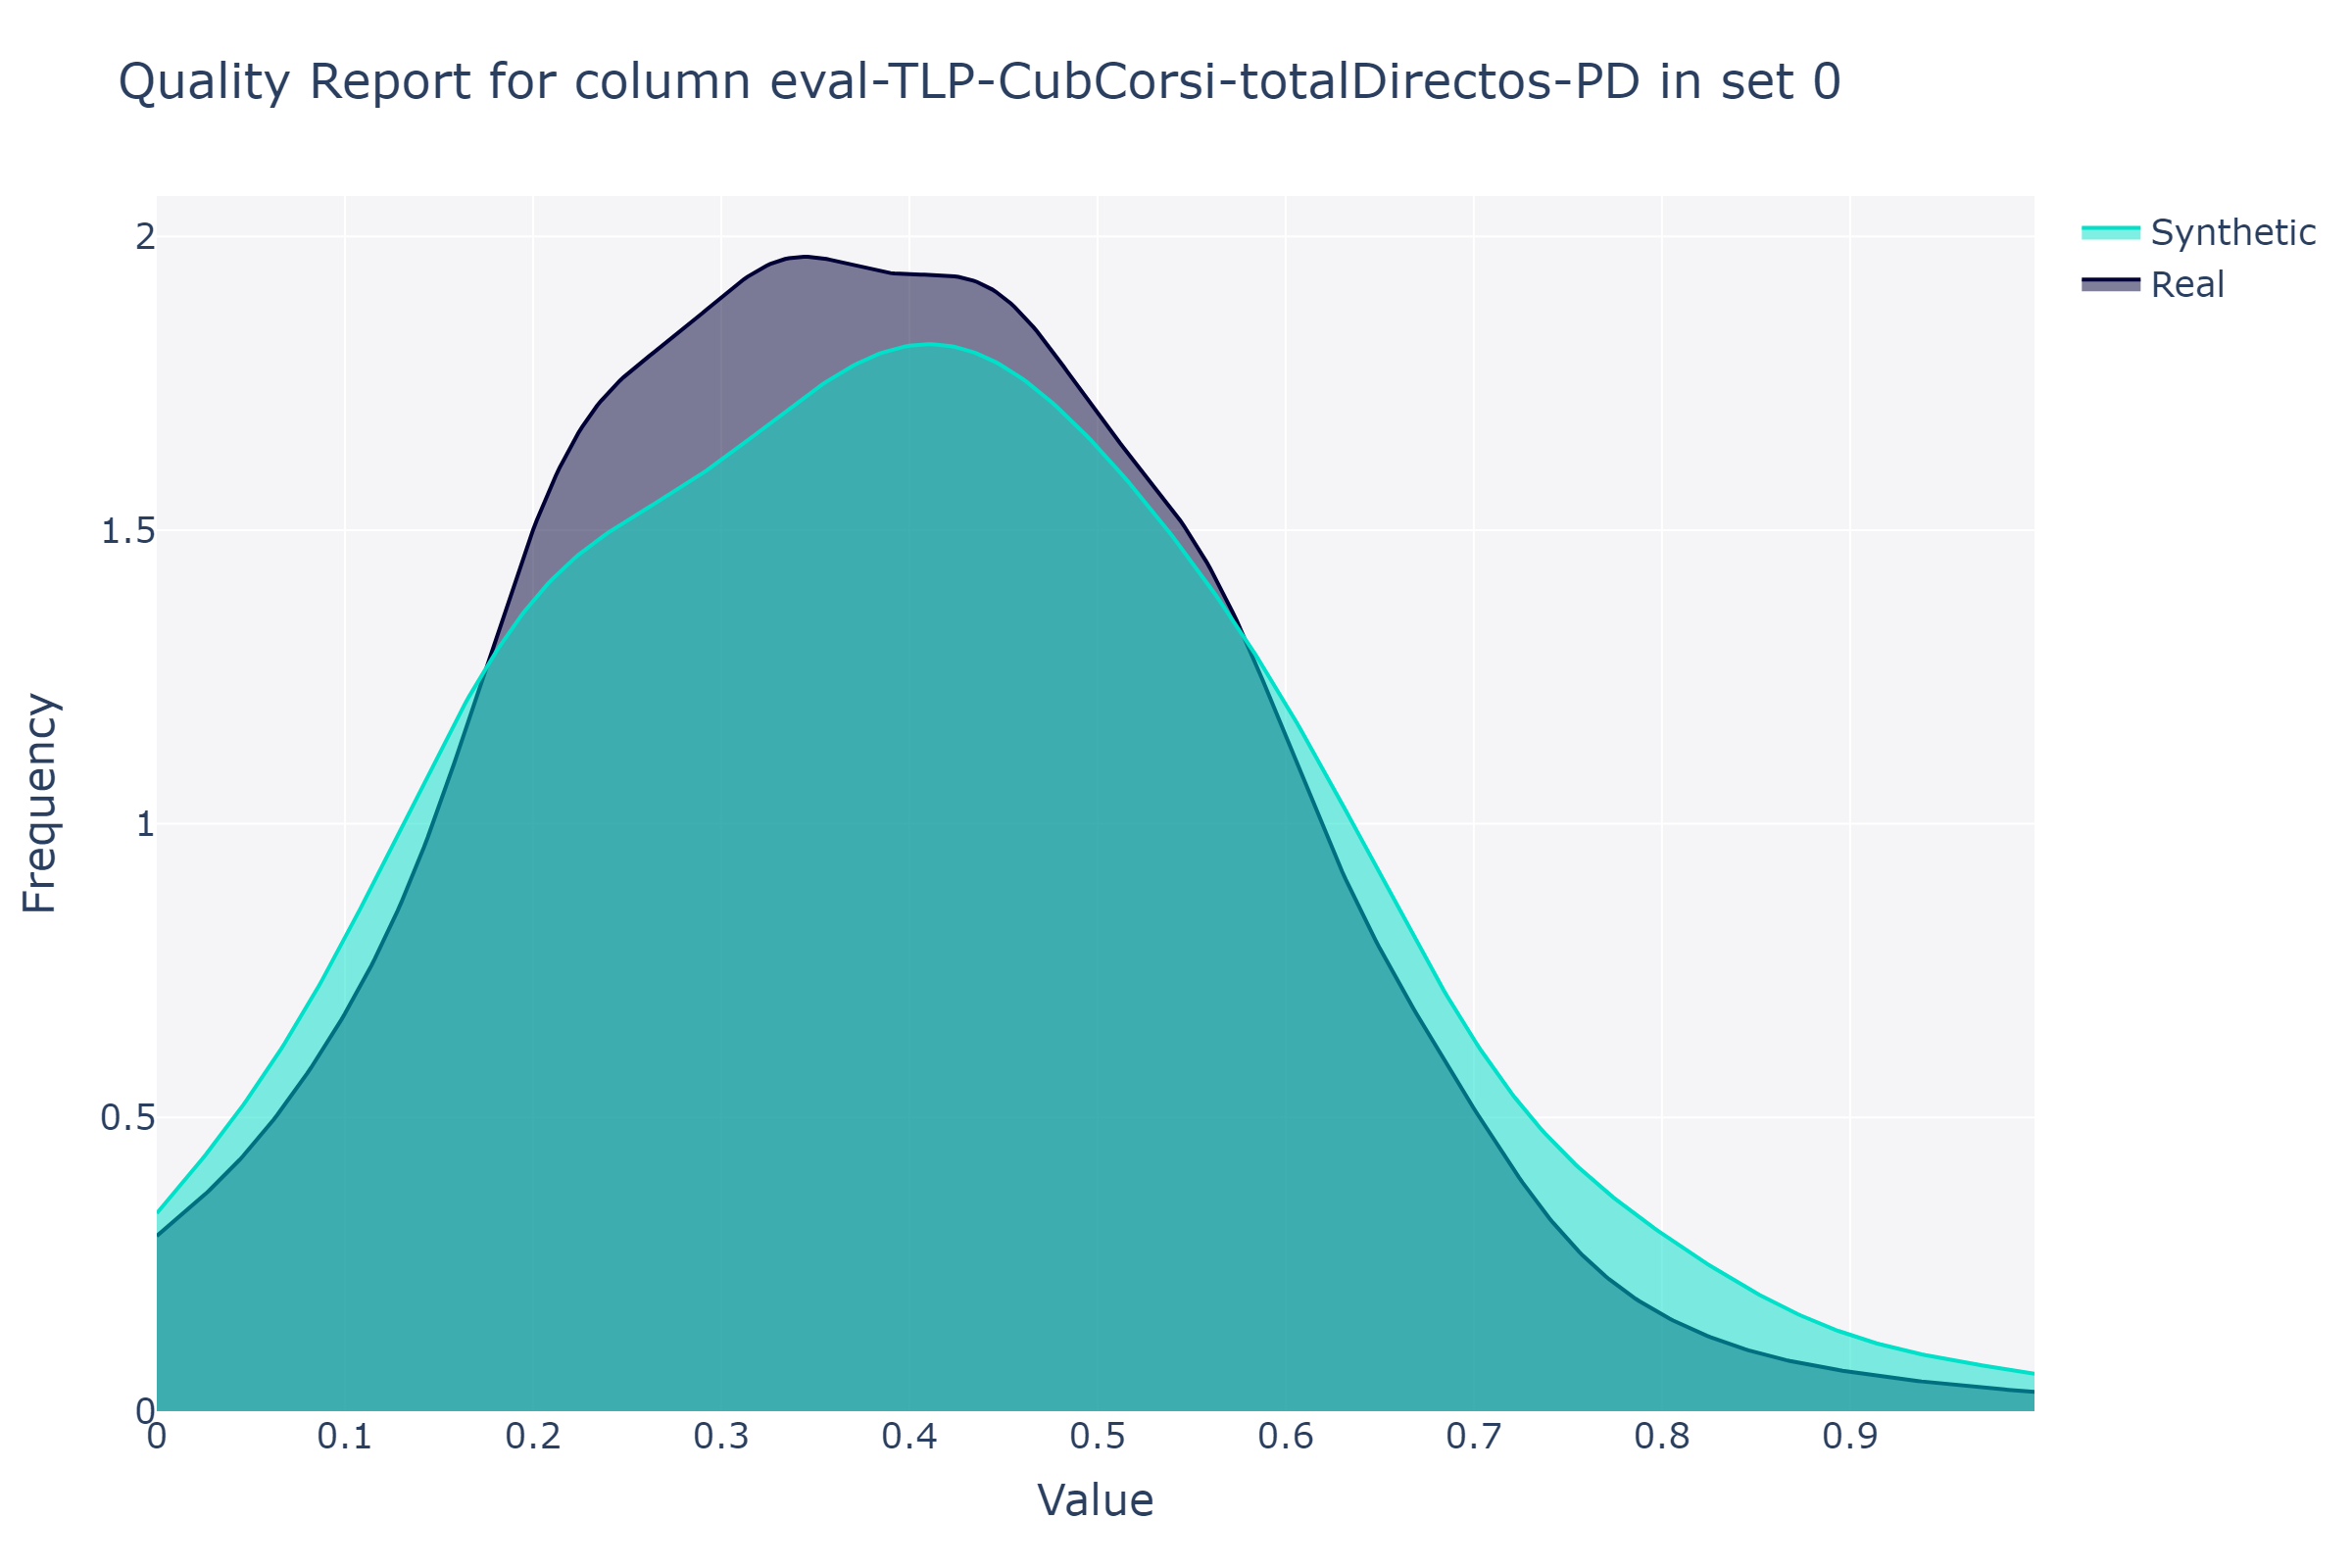 Quality Report for column eval-TLP-CubCorsi-totalDirectos-PD in set 0
Synthetic
Real
Frequency
2
1.5
1
0.5
0
0 0.1 0.2 0.3 0.4 0.5 0.6 0.7 0.8 0.9
Value